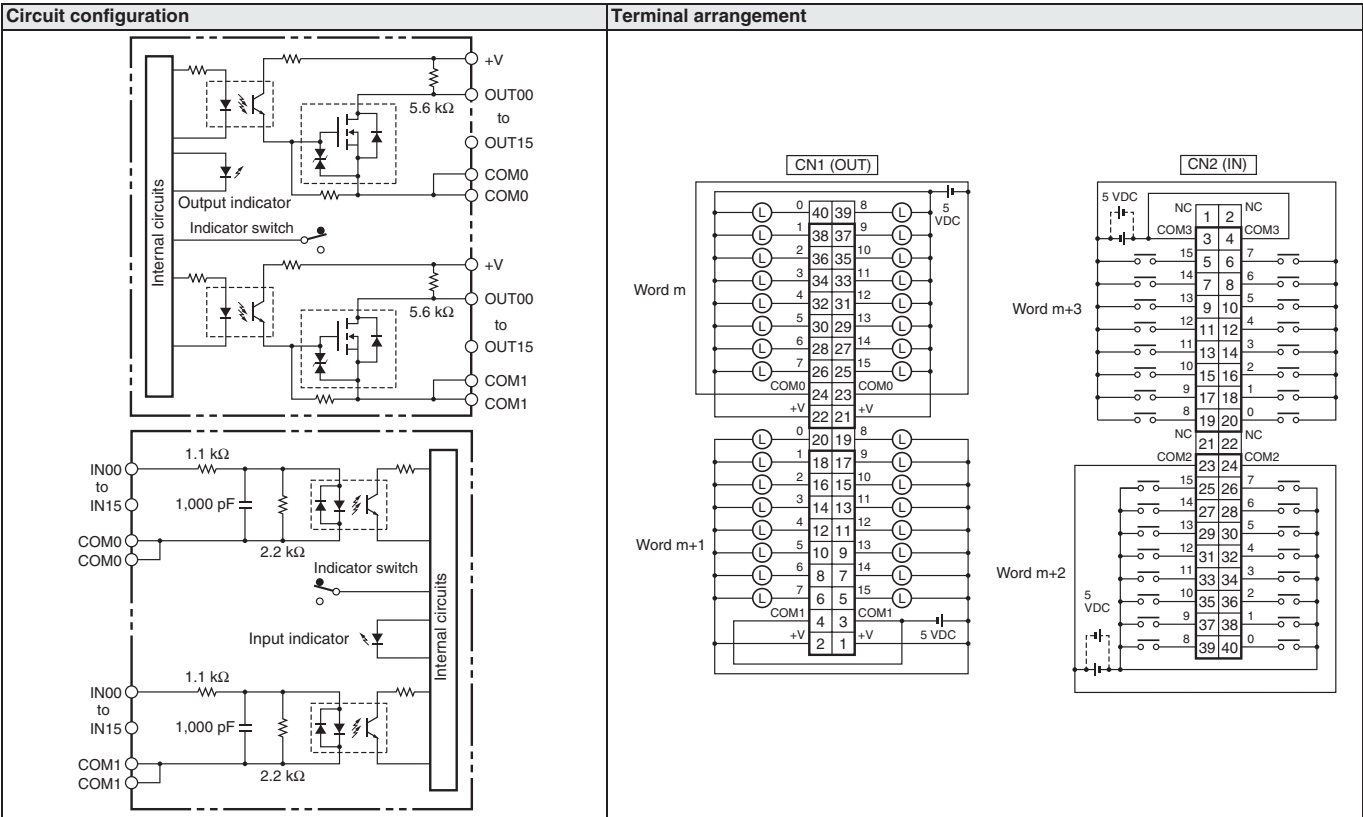 Circuit configuration
Terminal arrangement
+V
OUT00
5.6 kΩ
to
OUT15
COM0
COM0
Output indicator
Indicator switch
Internal circuits
+V
OUT00
5.6 kΩ
to
OUT15
COM1
COM1
IN00
1.1 kΩ
to
IN15
1,000 pF
COM0
COM0
2.2 kΩ
Indicator switch
Input indicator
Internal circuits
IN00
1.1 kΩ
to
IN15
1,000 pF
COM1
COM1
2.2 kΩ
CN1 (OUT)
5
VDC
L 0 40 39 8 L
L 1 38 37 9 L
L 2 36 35 10 L
L 3 34 33 11 L
Word m
L 4 32 31 12 L
L 5 30 29 13 L
L 6 28 27 14 L
L 7 26 25 15 L
COM0 24 23 COM0
+V 22 21 +V
L 0 20 19 8 L
L 1 18 17 9 L
L 2 16 15 10 L
L 3 14 13 11 L
L 4 12 11 12 L
Word m+1
L 5 10 9 13 L
L 6 8 7 14 L
L 7 6 5 15 L
COM1 4 3 COM1
5 VDC
+V 2 1 +V
CN2 (IN)
5 VDC
NC 1 2 NC
COM3 3 4 COM3
15 5 6 7
14 7 8 6
Word m+3
13 9 10 5
12 11 12 4
11 13 14 3
10 15 16 2
9 17 18 1
8 19 20 0
NC 21 22 NC
COM2 23 24 COM2
15 25 26 7
14 27 28 6
13 29 30 5
12 31 32 4
Word m+2
11 33 34 3
10 35 36 2
5
VDC
9 37 38 1
8 39 40 0